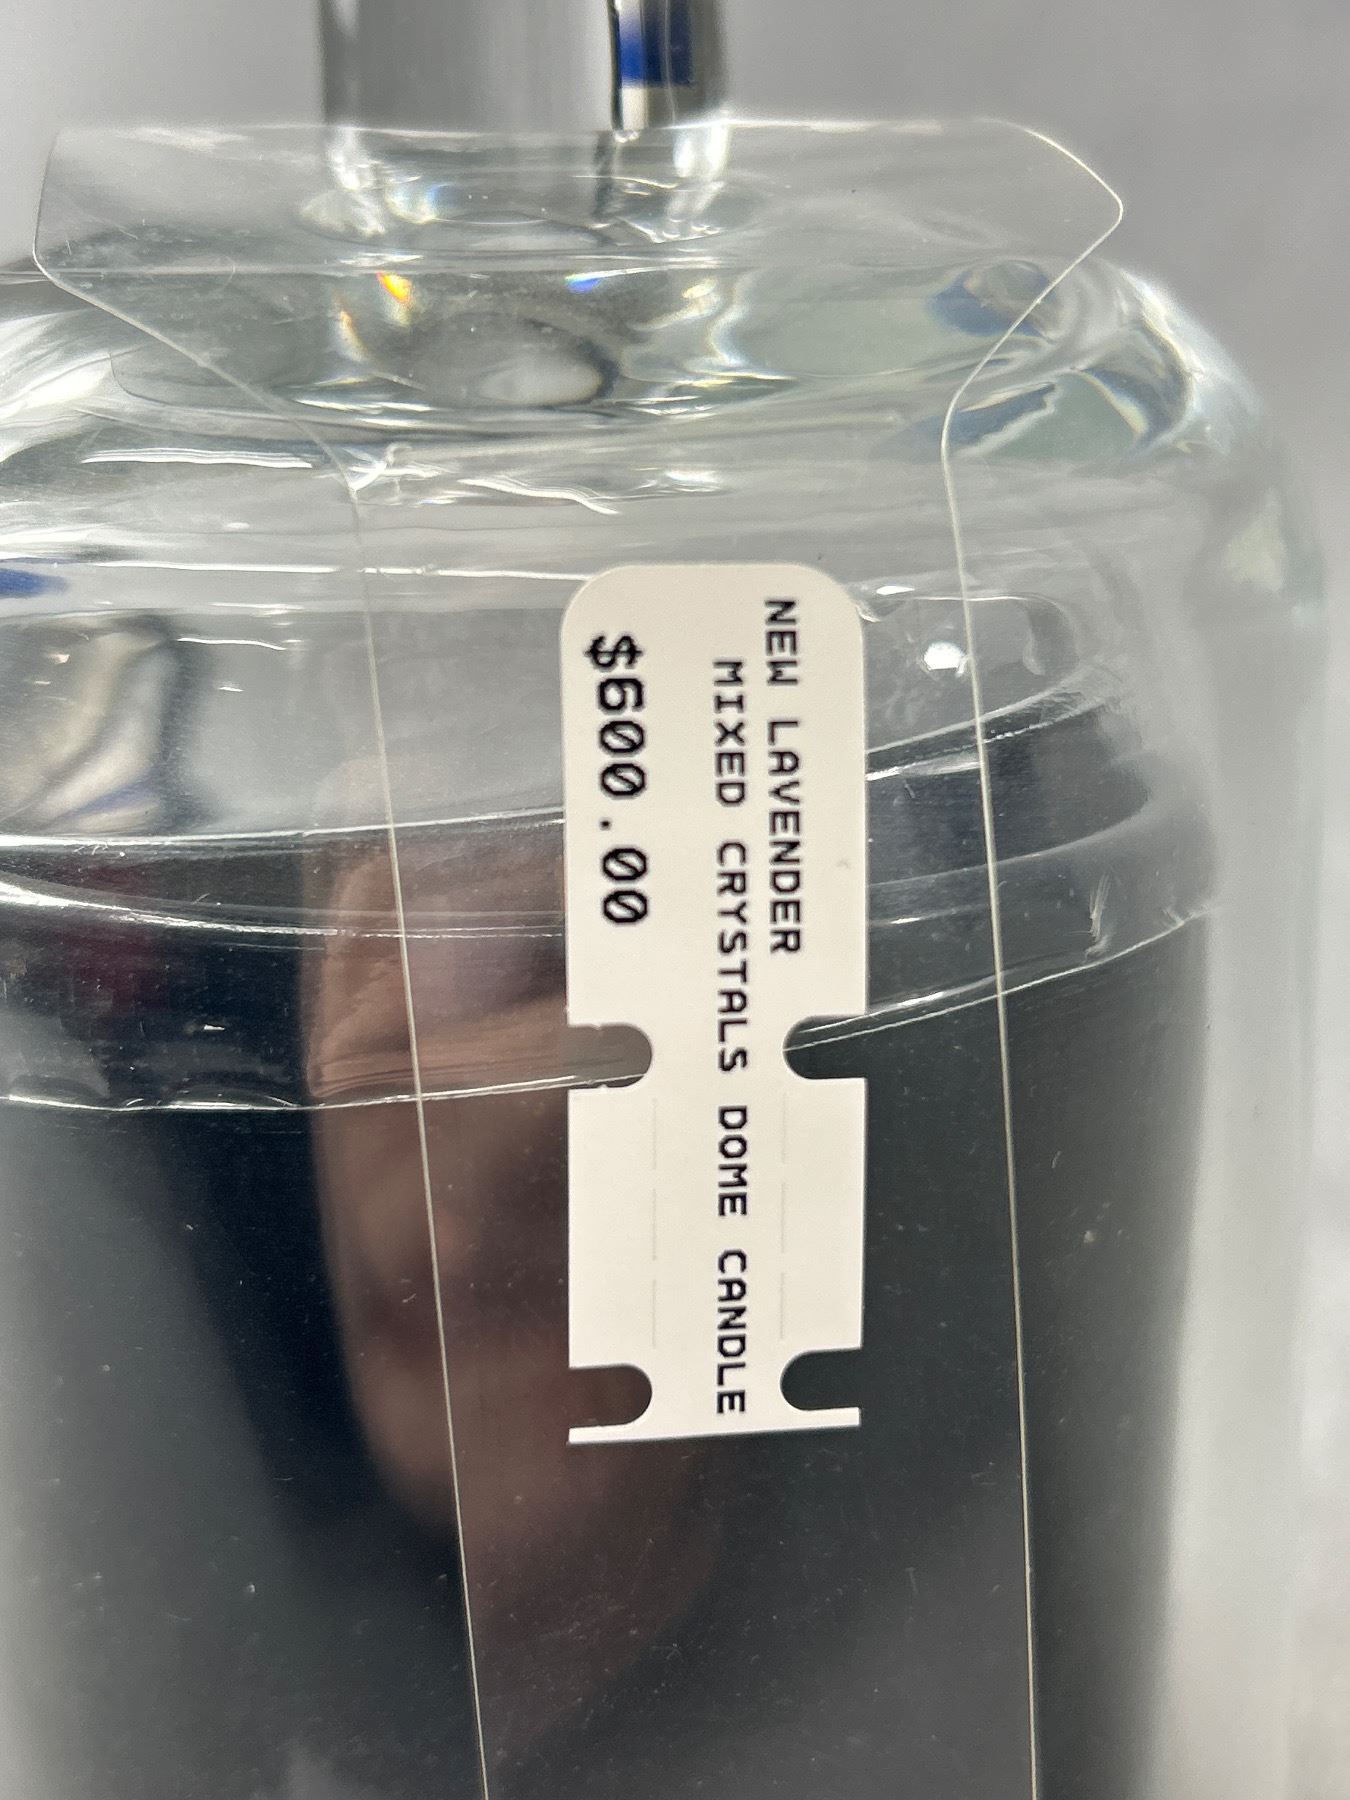 NEW LAVENDER
MIXED CRYSTALS DOME CANDLE
$600.00